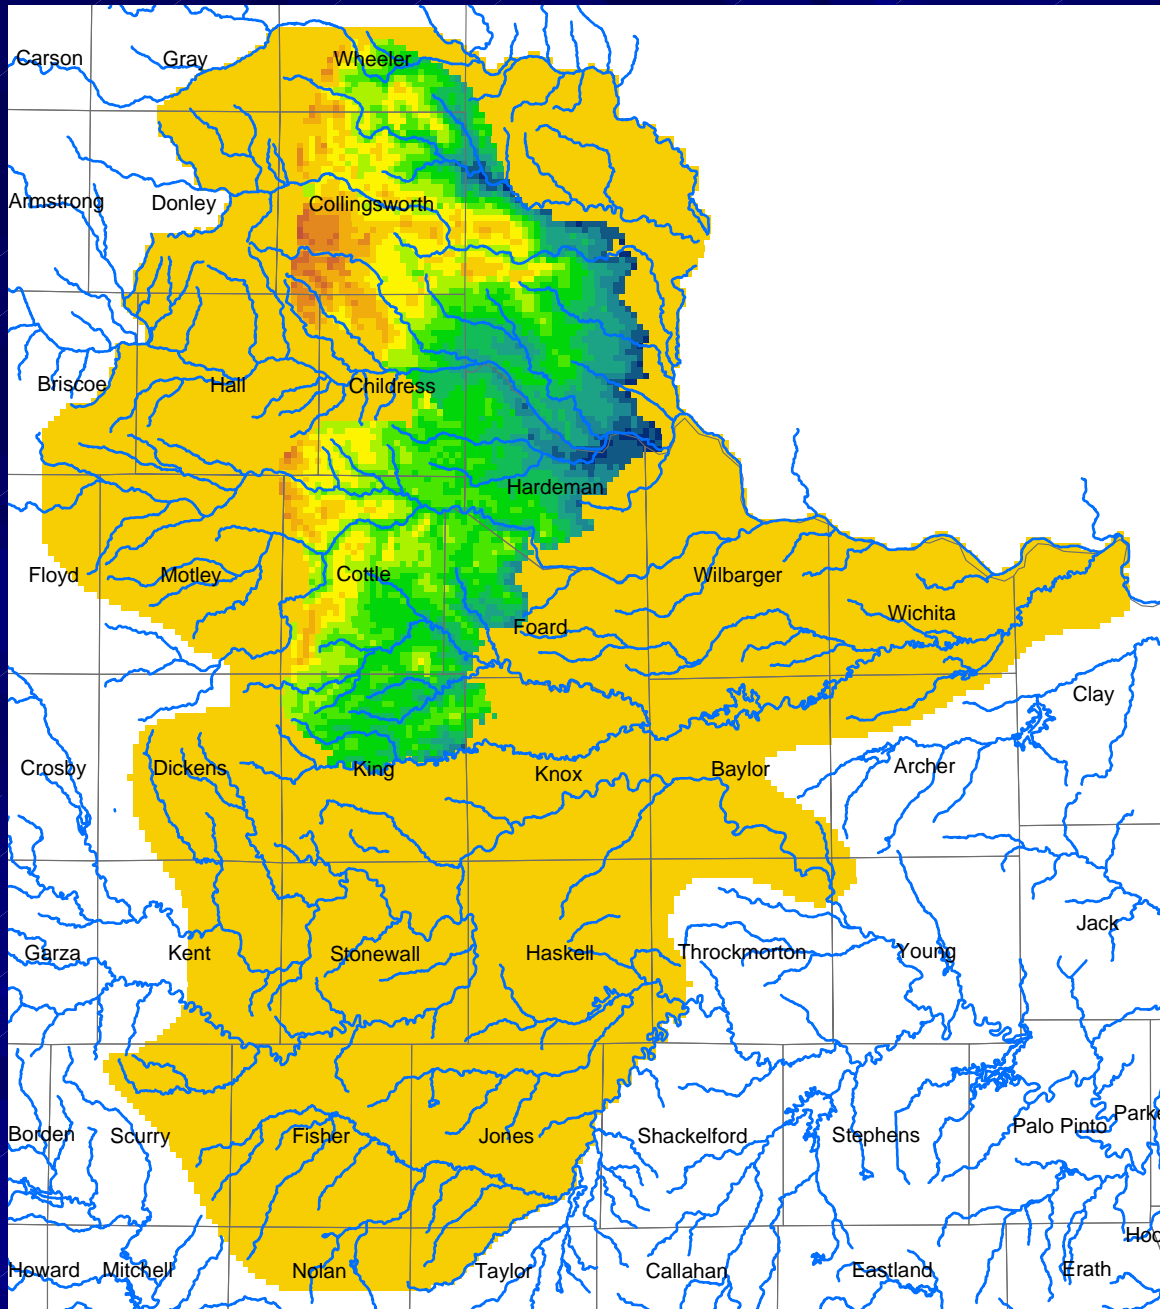 Carson
Gray
Wheeler
Armstrong
Donley
Collingsworth
Briscoe
Hall
Childress
Hardeman
Floyd
Motley
Cottle
Wilbarger
Foard
Wichita
Clay
Crosby
Dickens
King
Knox
Baylor
Archer
Garza
Kent
Stonewall
Haskell
Throckmorton
Young
Jack
Borden
Scurry
Fisher
Jones
Shackelford
Stephens
Palo Pinto
Parke
Hoo
Howard
Mitchell
Nolan
Taylor
Callahan
Eastland
Erath